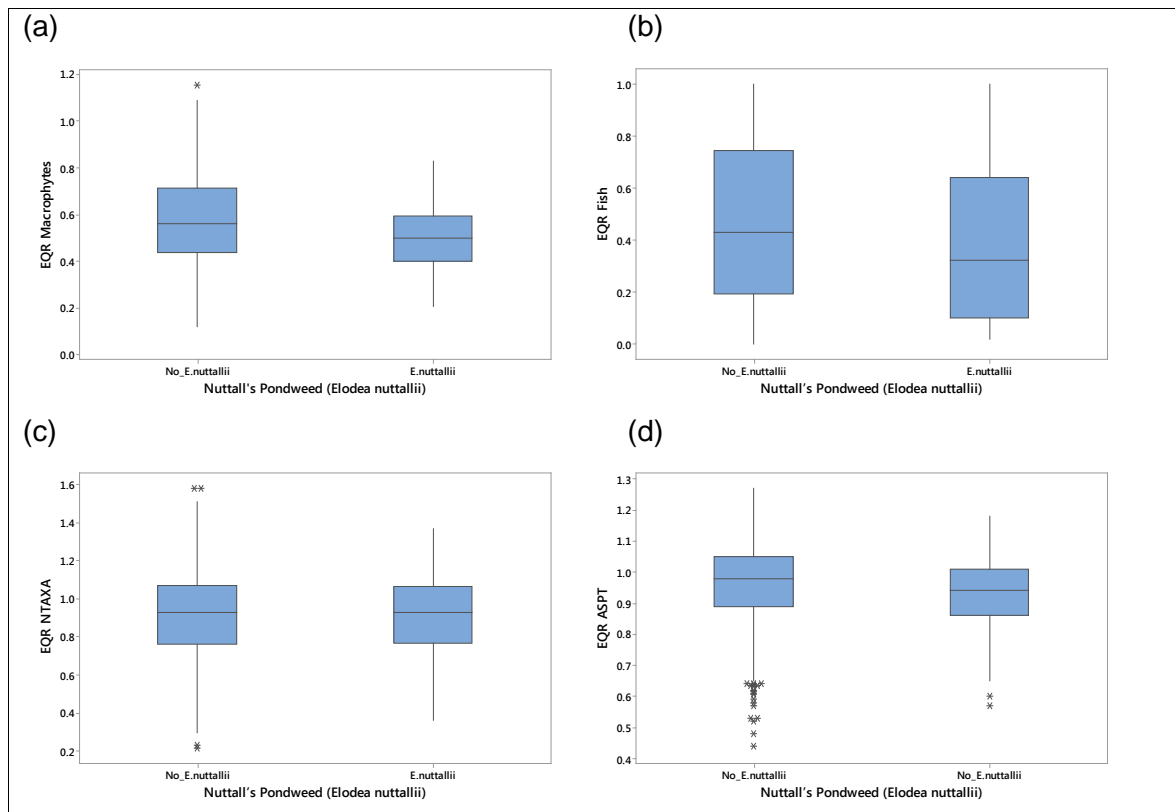 (a)
(b)
1.2
1.0
0.8
0.6
0.4
0.2
0.0
EQR Macrophytes
No_E.nuttallii
E.nuttallii
Nuttall's Pondweed (Elodea nuttallii)
1.0
0.8
0.6
0.4
0.2
0.0
EQR Fish
No_E.nuttallii
E.nuttallii
Nuttall's Pondweed (Elodea nuttallii)
(c)
(d)
1.6
1.4
1.2
1.0
0.8
0.6
0.4
0.2
EQR NTAXA
No_E.nuttallii
E.nuttallii
Nuttall's Pondweed (Elodea nuttallii)
1.3
1.2
1.1
1.0
0.9
0.8
0.7
0.6
0.5
0.4
EQR ASPT
No_E.nuttallii
No_E.nuttallii
Nuttall's Pondweed (Elodea nuttallii)